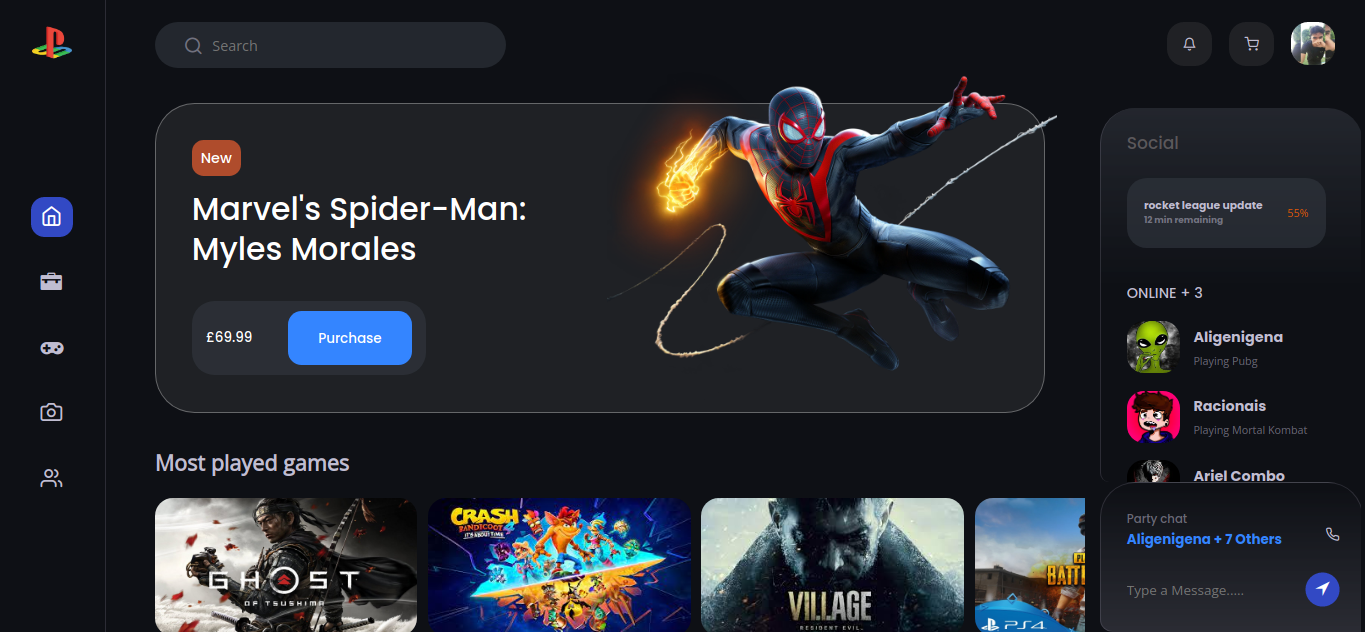 Search
New
Marvel's Spider-Man:
Myles Morales
£69.99
Purchase
Most played games
GHOST
OF TSUSHIMA
CRASH
BANDICOOT 4
IT'S ABOUT TIME
VILLAGE
RESIDENT EVIL.
PS4
Social
rocket league update
12 min remaining
55%
ONLINE + 3
Aligenigena
Playing Pubg
Racionais
Playing Mortal Kombat
Ariel Combo
Party chat
Aligenigena + 7 Others
Type a Message.....